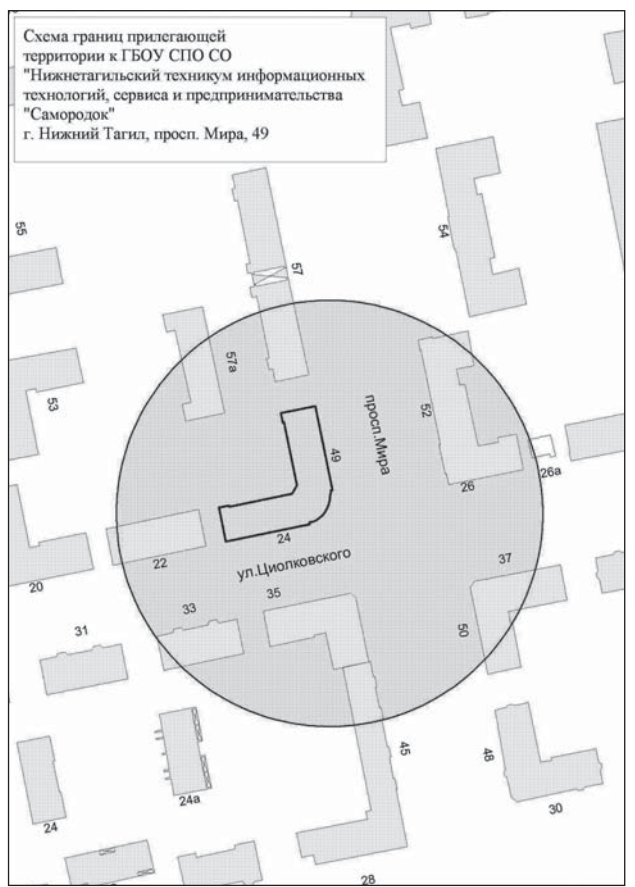 Схема границ прилегающей
территории к ГБОУ СПО СО
"Нижнетагильский техникум информационных
технологий, сервиса и предпринимательства
"Самородок"
г. Нижний Тагил, просп. Мира, 49
55
54
57
57а
53
52
просп.Мира
49
26а
26
24
22
ул.Циолковского
37
20
35
33
31
50
45
48
24а
30
24
28